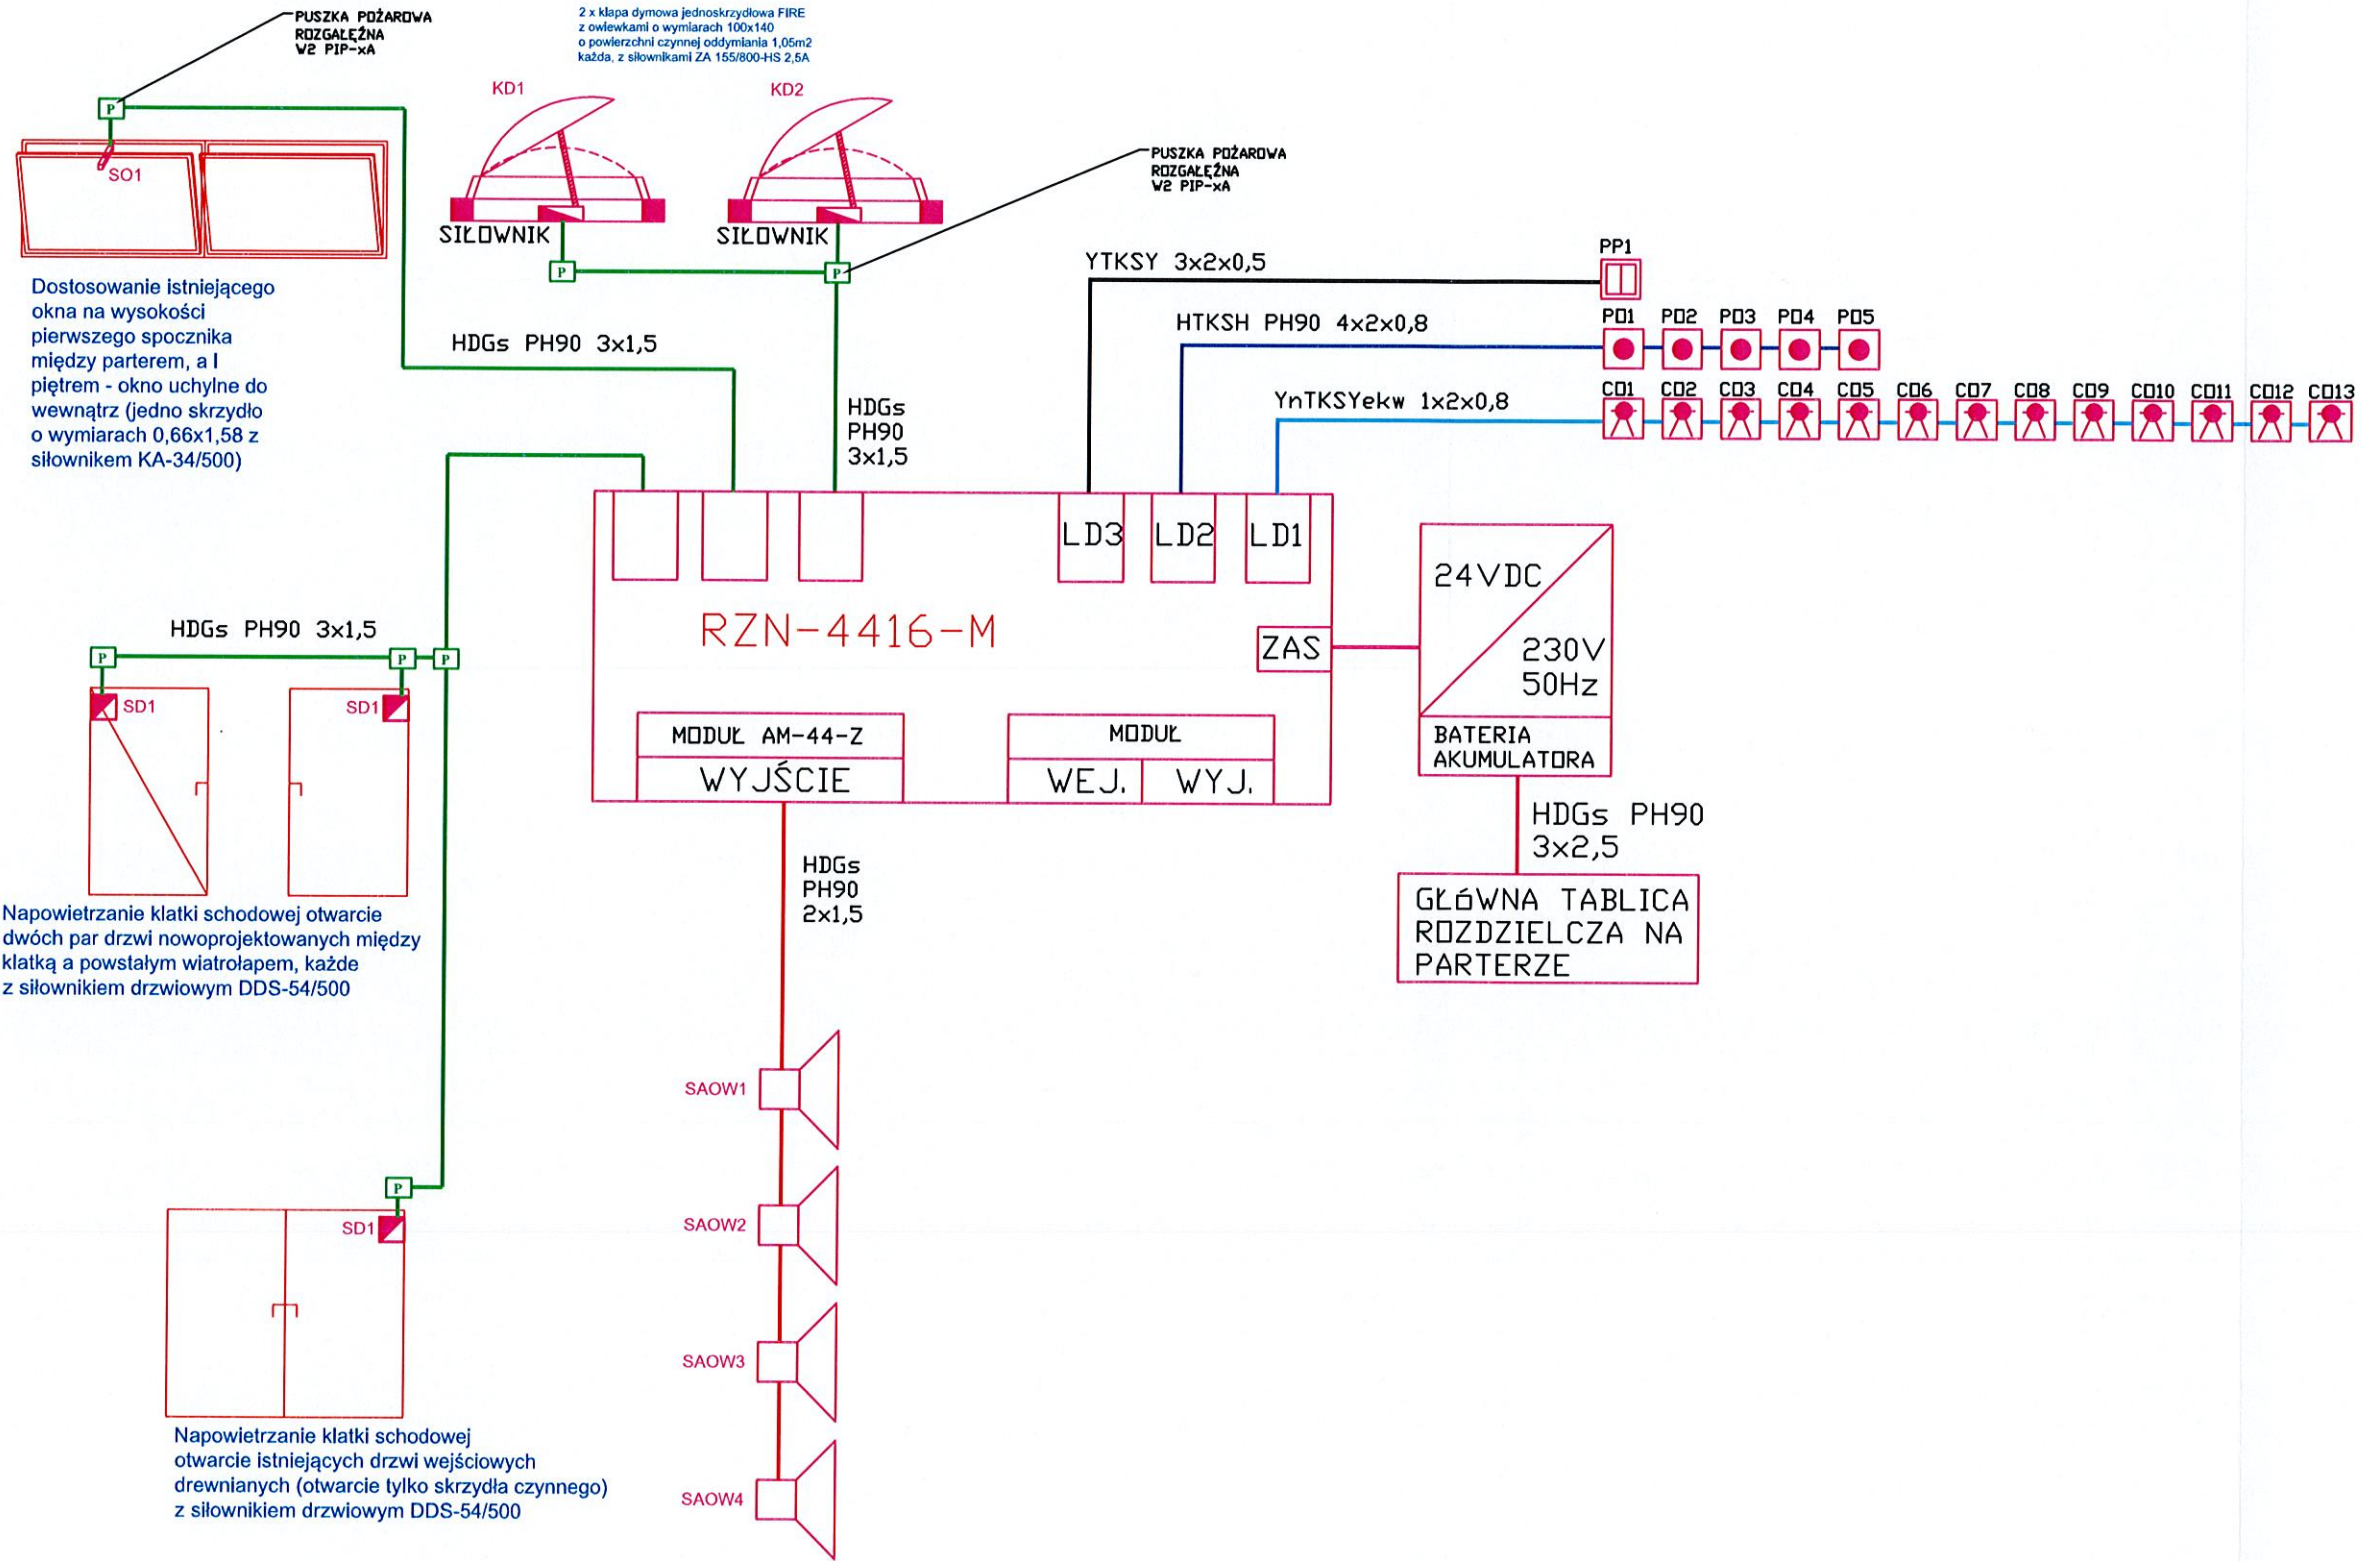 PUSZKA POŻAROWA
ROZGAŁĘŹNA
W2 PIP-xA
2 x klapa dymowa jednoskrzydłowa FIRE
z owiewkami o wymiarach 100x140
o powierzchni czynnej oddymiania 1,05m2
każda, z siłownikami ZA 155/800-HS 2,5A
KD1
KD2
P
SO1
SIŁOWNIK
SIŁOWNIK
P
P
PUSZKA POŻAROWA
ROZGAŁĘŹNA
W2 PIP-xA
Dostosowanie istniejącego
okna na wysokości
pierwszego spocznika
między parterem, a I
piętrem - okno uchylne do
wewnątrz (jedno skrzydło
o wymiarach 0,66x1,58 z
siłownikem KA-34/500)
HDGs PH90 3x1,5
HDGs
PH90
3x1,5
YTKSY 3x2x0,5
PP1
HTKSH PH90 4x2x0,8
PO1 PO2 PO3 PO4 PO5
YnTKSYekw 1x2x0,8
CO1 CO2 CO3 CO4 CO5 CO6 CO7 CO8 CO9 CO10 CO11 CO12 CO13
LD3 LD2 LD1
RZN-4416-M
ZAS
24VDC
230V
50Hz
BATERIA
AKUMULATORA
MODUŁ AM-44-Z
WYJŚCIE
MODUŁ
WEJ. WYJ.
HDGs PH90
3x2,5
GŁóWNA TABLICA
ROZDZIELCZA NA
PARTERZE
HDGs PH90 3x1,5
P P P
SD1 SD1
Napowietrzanie klatki schodowej otwarcie
dwóch par drzwi nowoprojektowanych między
klatką a powstałym wiatrołapem, każde
z siłownikiem drzwiowym DDS-54/500
HDGs
PH90
2x1,5
SAOW1
SAOW2
SAOW3
SAOW4
P
SD1
Napowietrzanie klatki schodowej
otwarcie istniejących drzwi wejściowych
drewnianych (otwarcie tylko skrzydła czynnego)
z siłownikiem drzwiowym DDS-54/500